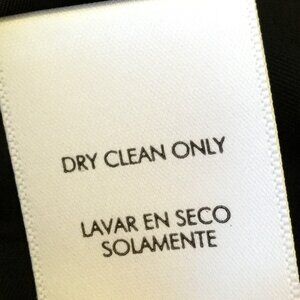 DRY CLEAN ONLY
LAVAR EN SECO
SOLAMENTE